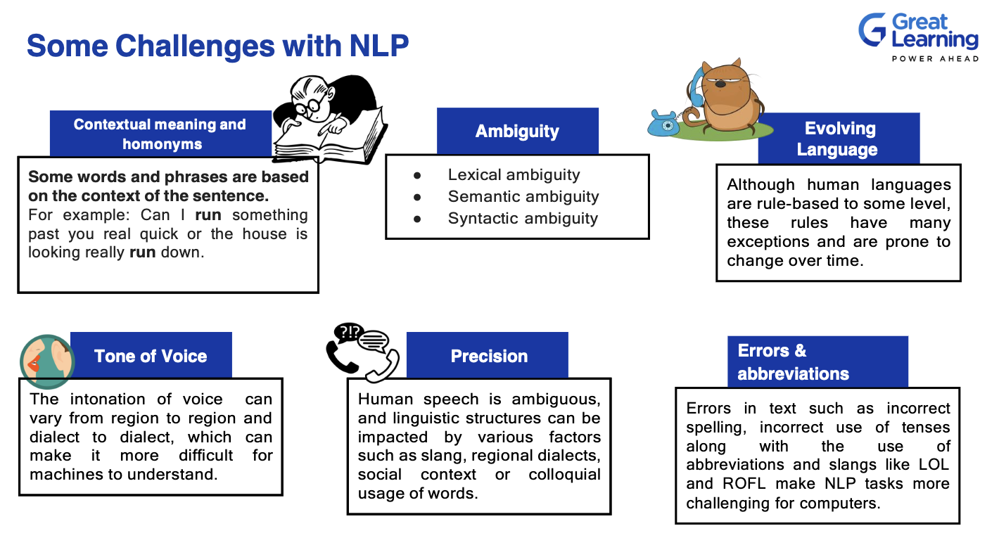 Some Challenges with NLP
Great
Learning
POWER AHEAD
Contextual meaning and
homonyms
Some words and phrases are based
on the context of the sentence.
For example: Can I run something
past you real quick or the house is
looking really run down.
Ambiguity
● Lexical ambiguity
● Semantic ambiguity
● Syntactic ambiguity
Evolving
Language
Although human languages
are rule-based to some level,
these rules have many
exceptions and are prone to
change over time.
Tone of Voice
The intonation of voice can
vary from region to region and
dialect to dialect, which can
make it more difficult for
machines to understand.
?!?
Precision
Human speech is ambiguous,
and linguistic structures can be
impacted by various factors
such as slang, regional dialects,
social context or colloquial
usage of words.
Errors &
abbreviations
Errors in text such as incorrect
spelling, incorrect use of tenses
along with the use of
abbreviations and slangs like LOL
and ROFL make NLP tasks more
challenging for computers.